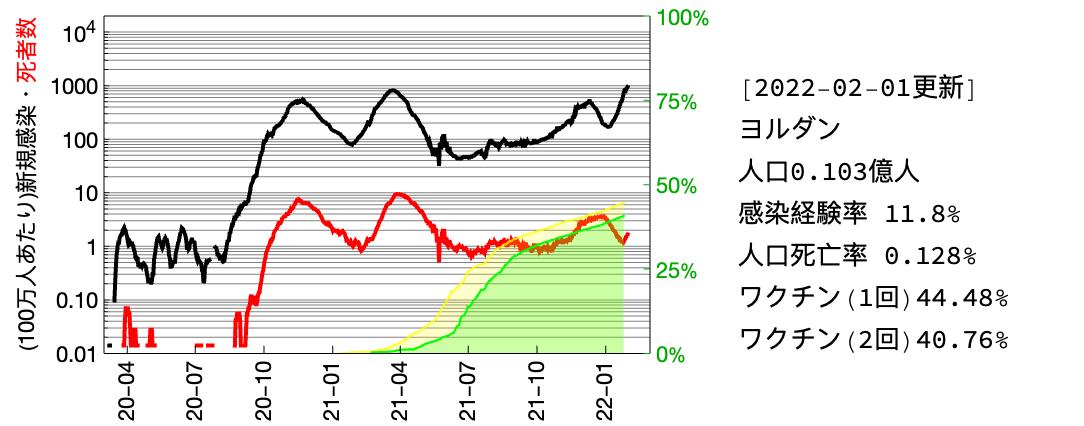 (100万人あたり)新規感染・死者数
10^4
1000
100
10
1
0.10
0.01
100%
75%
50%
25%
0%
20-04
20-07
20-10
21-01
21-04
21-07
21-10
22-01
[2022-02-01更新]
ヨルダン
人口0.103億人
感染経験率 11.8%
人口死亡率 0.128%
ワクチン(1回)44.48%
ワクチン(2回)40.76%